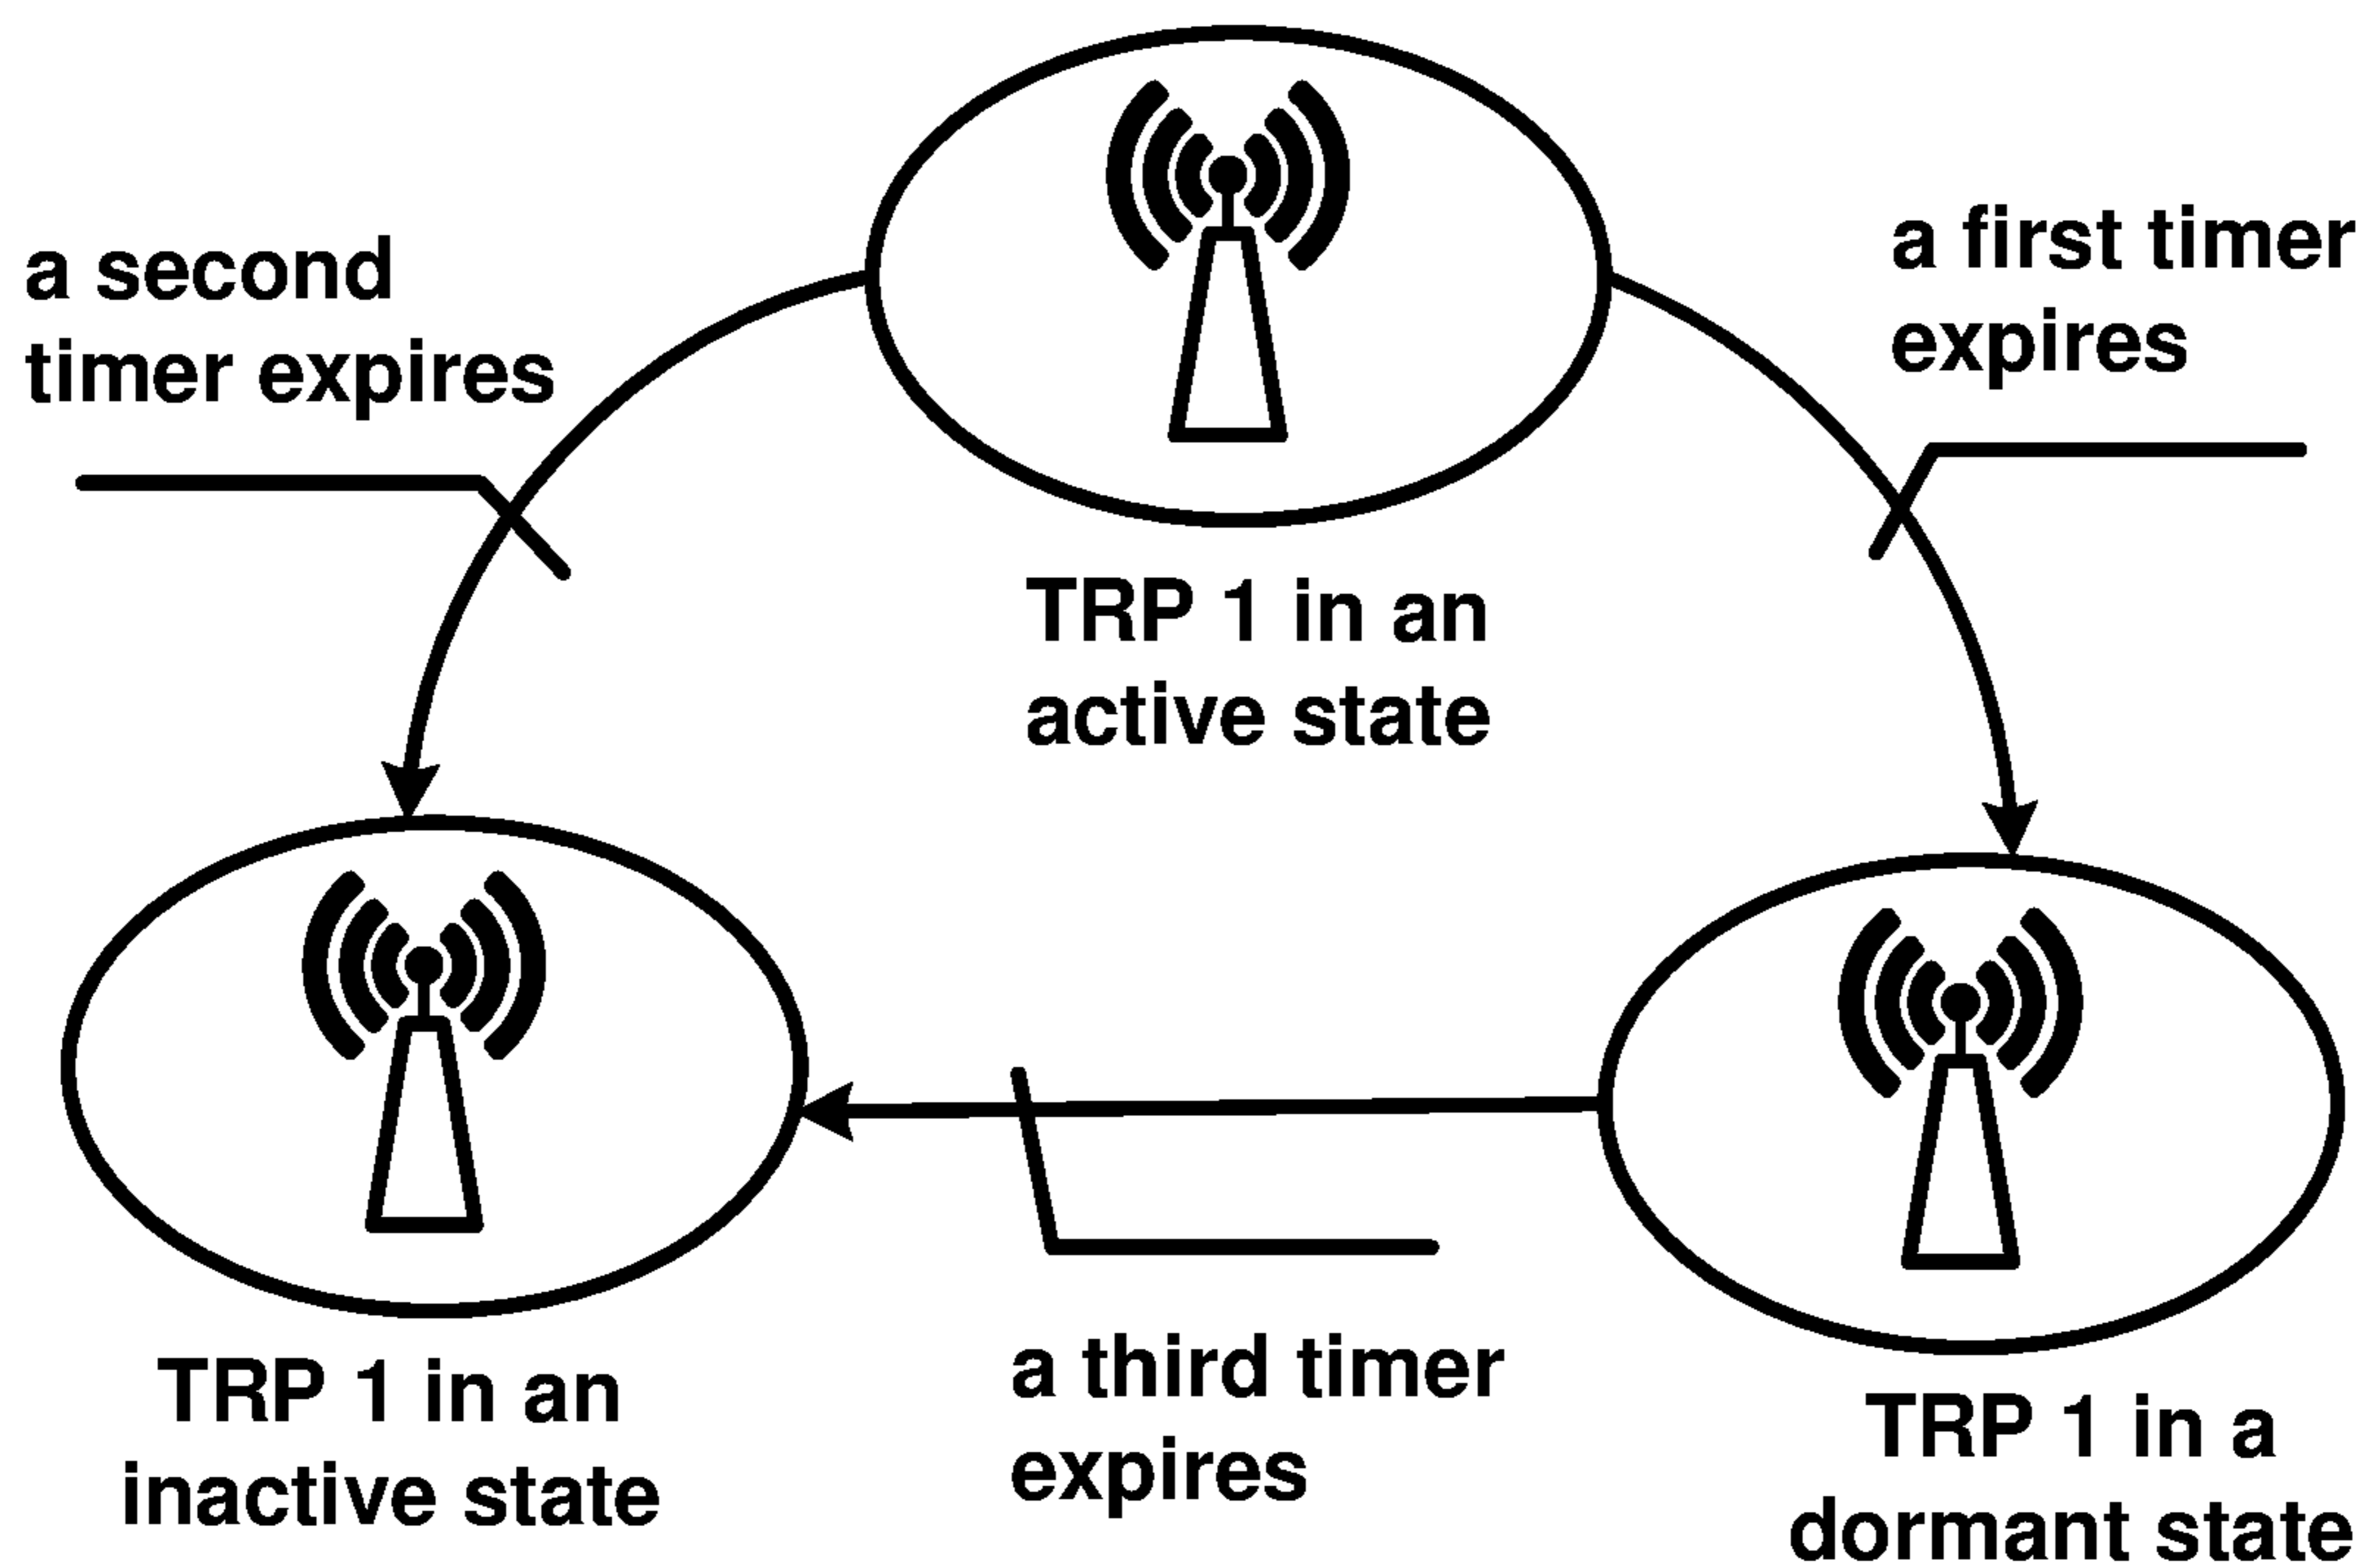 a second
timer expires
a first timer
expires
TRP 1 in an
active state
TRP 1 in an
inactive state
a third timer
expires
TRP 1 in a
dormant state